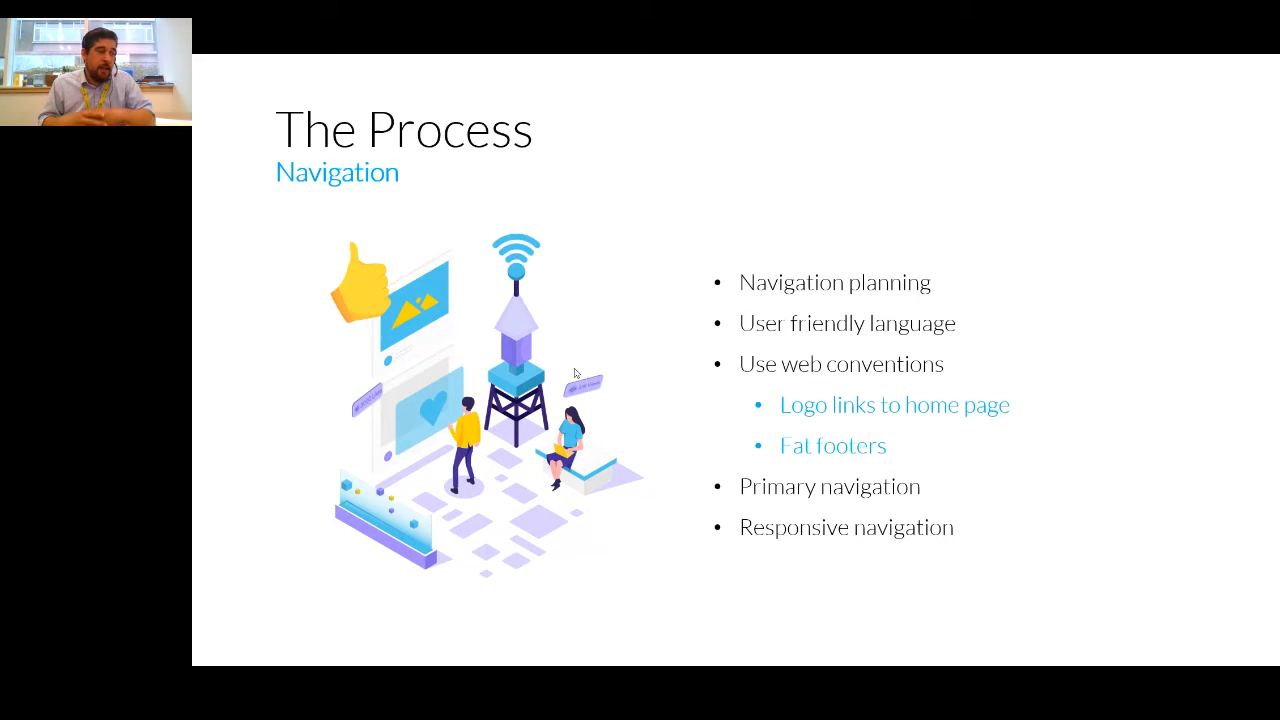 The Process
Navigation
Navigation planning
User friendly language
Use web conventions
Logo links to home page
Fat footers
Primary navigation
Responsive navigation